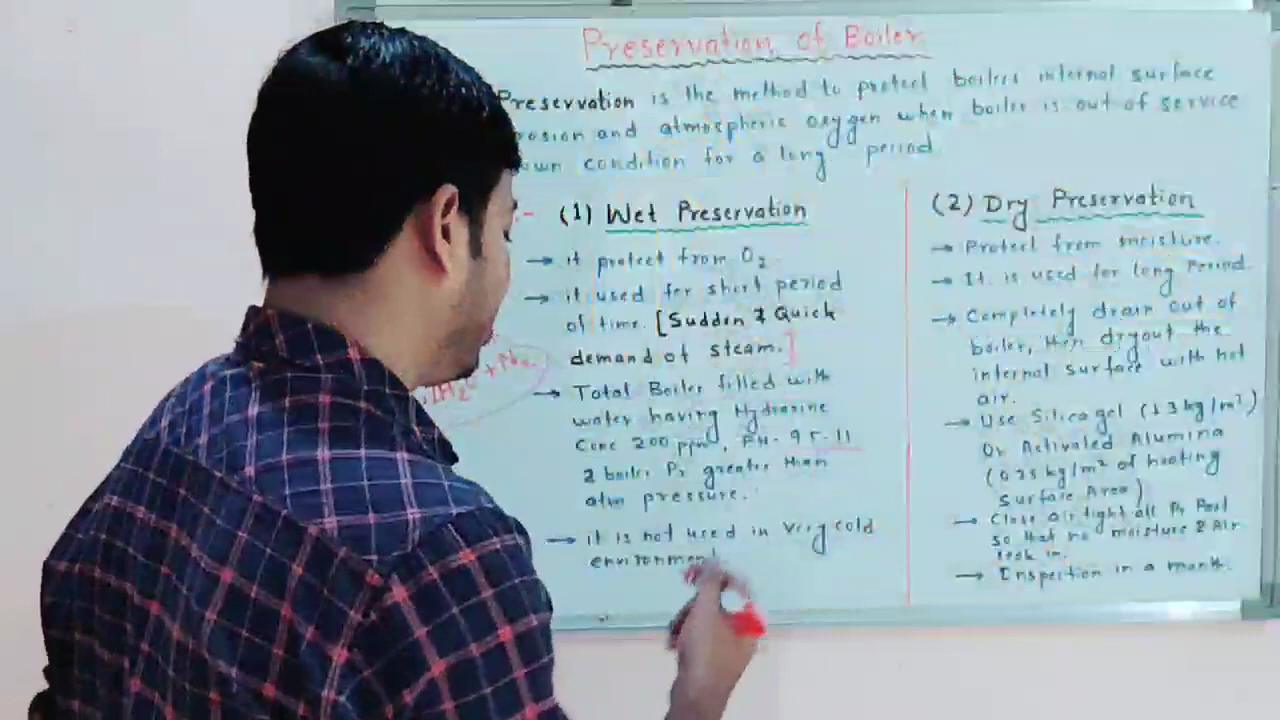 Preservation of Boiler
Preservation is the method to protect boilers internal surface
and atmospheric oxygen when boiler is out of service
condition for a long period.
:- (1) Wet Preservation
→ it protect from O2
→ it used for short period
of time. [Sudden & Quick
demand of steam.]
→ Total Boiler filled with
water having Hydrazine
Conc 200 ppm, PH- 9.5-11
& boiler Pr greater than
atm pressure.
→ it is not used in very cold
environment
(2) Dry Preservation
→ Protect from moisture.
→ It is used for long Period.
→ Completely drain out of
boiler, then dryout the
internal surface with hot
air.
→ Use Silica gel (1.3 kg/m³)
Or Activated Alumina
(0.25 kg/m² of heating
Surface Area)
→ Close air tight all Pr Part
so that no moisture & Air
leak in.
→ Inspection in a month.